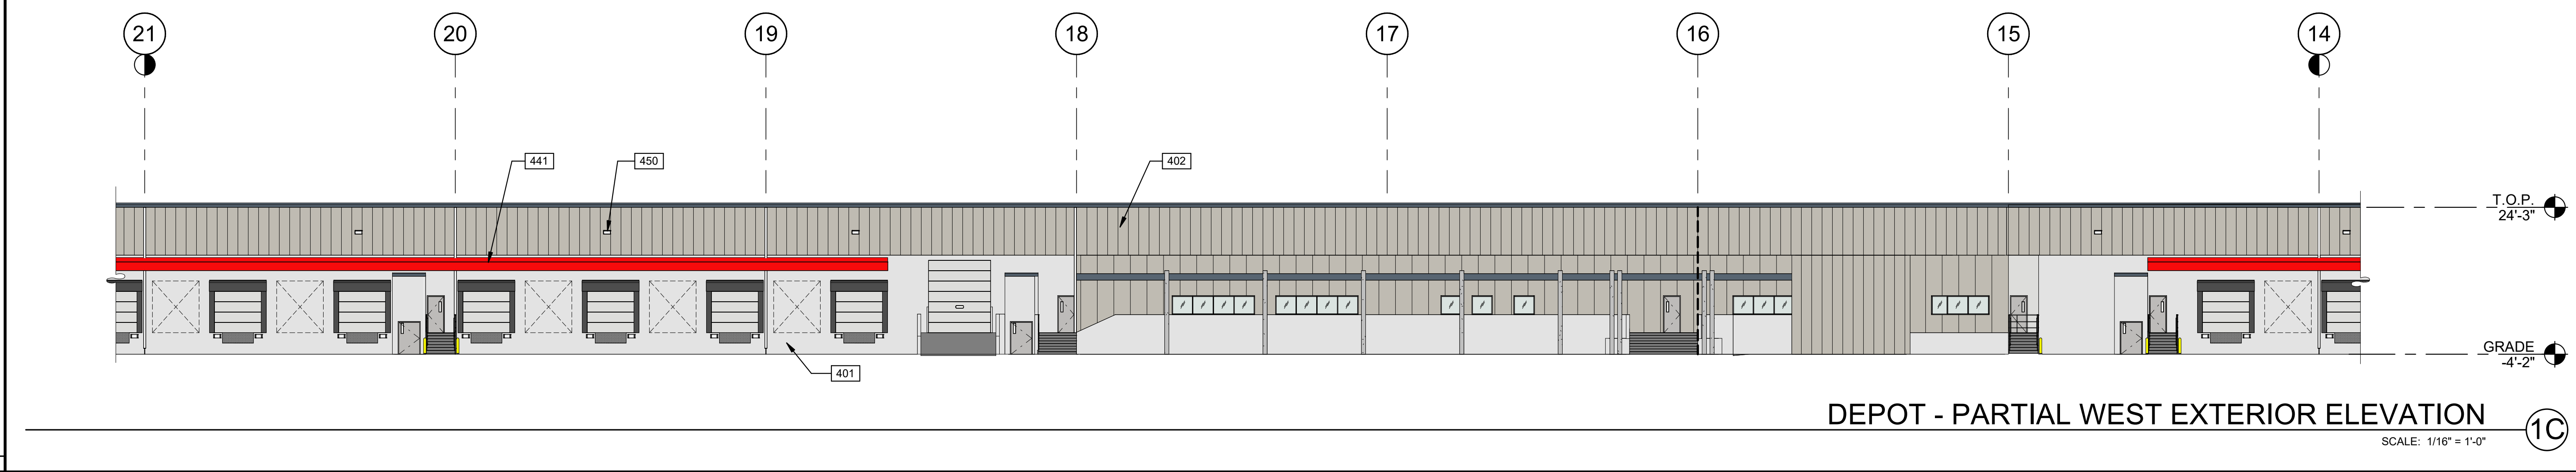 21 20 19 18 17 16 15 14
441 450 402
T.O.P.
24'-3"
GRADE
-4'-2"
401
DEPOT - PARTIAL WEST EXTERIOR ELEVATION
1C
SCALE: 1/16" = 1'-0"